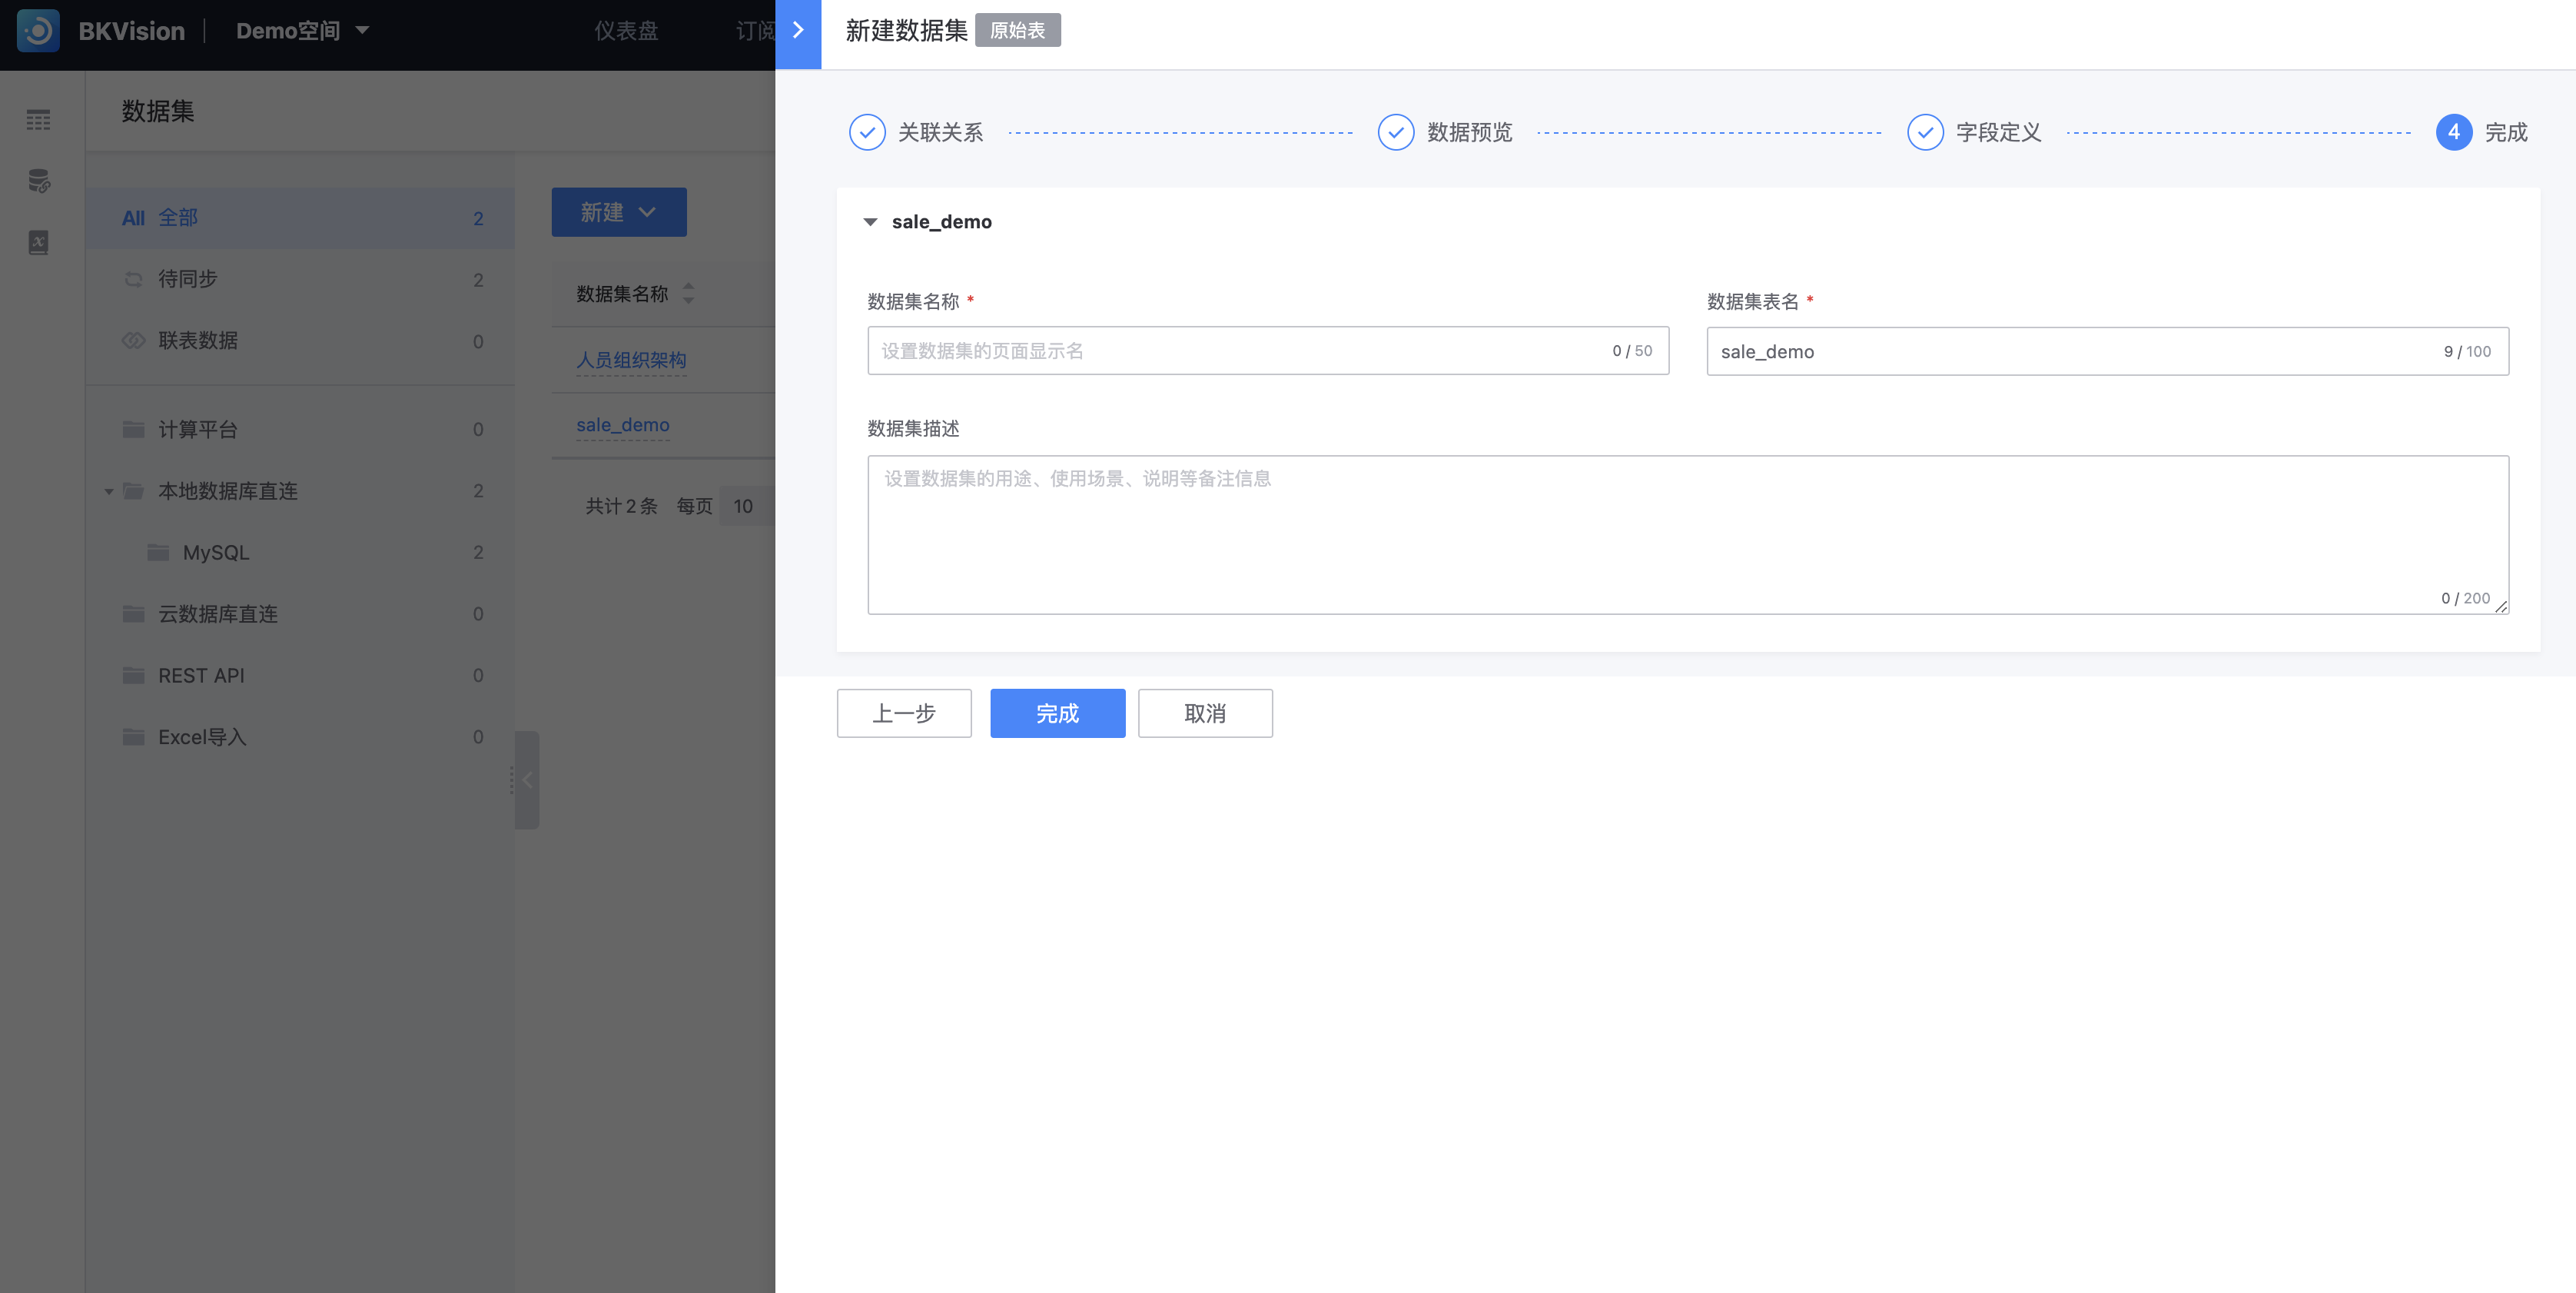 BKVision
Demo空间
仪表盘
订阅
新建数据集
原始表
数据集
关联关系
数据预览
字段定义
4 完成
All 全部 2
待同步 2
联表数据 0
计算平台 0
本地数据库直连 2
MySQL 2
云数据库直连 0
REST API 0
Excel导入 0
新建
数据集名称
人员组织架构
sale_demo
共计 2 条 每页 10
sale_demo
数据集名称 *
数据集表名 *
设置数据集的页面显示名 0 / 50
sale_demo 9 / 100
数据集描述
设置数据集的用途、使用场景、说明等备注信息
0 / 200
上一步
完成
取消